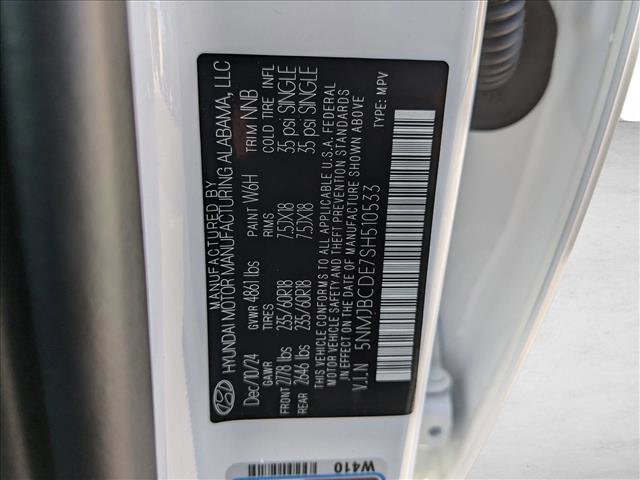 MANUFACTURED BY
HYUNDAI MOTOR MANUFACTURING ALABAMA, LLC
Dec/10/24 GVWR 4861 lbs PAINT W6H TRIM NNB
GAWR TIRES RIMS COLD TIRE INFL
FRONT 2778 lbs 235/60R18 7.5JX18 35 psi SINGLE
REAR 2646 lbs 235/60R18 7.5JX18 35 psi SINGLE
THIS VEHICLE CONFORMS TO ALL APPLICABLE U.S.A. FEDERAL
MOTOR VEHICLE SAFETY AND THEFT PREVENTION STANDARDS
IN EFFECT ON THE DATE OF MANUFACTURE SHOWN ABOVE
V.I.N 5NMJBCDE7SH510533
TYPE: MPV
W410